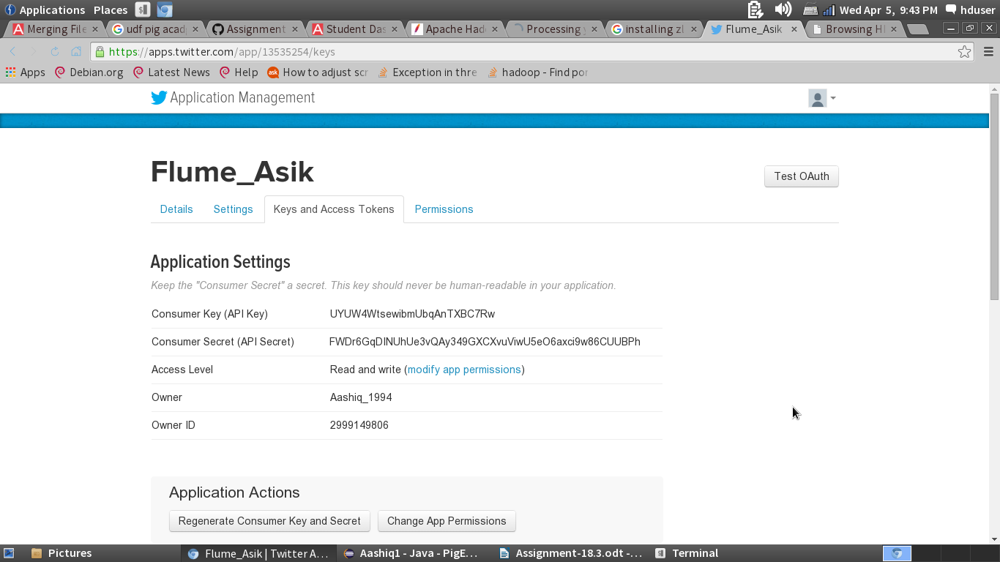 Applications Places Wed Apr 5, 9:43 PM hduser
Merging File
udf pig acad
Assignment
Student Das
Apache Had
Processing
installing zl
Flume_Asik
Browsing H
https://apps.twitter.com/app/13535254/keys
Apps Debian.org Latest News Help How to adjust scr Exception in thre hadoop - Find por
Application Management
Flume_Asik
Test OAuth
Details Settings Keys and Access Tokens Permissions
Application Settings
Keep the "Consumer Secret" a secret. This key should never be human-readable in your application.
Consumer Key (API Key) UYUW4WtsewibmUbqAnTXBC7Rw
Consumer Secret (API Secret) FWDr6GqDINUhUe3vQAy349GXCXvuViwU5eO6axci9w86CUUBPh
Access Level Read and write (modify app permissions)
Owner Aashiq_1994
Owner ID 2999149806
Application Actions
Regenerate Consumer Key and Secret Change App Permissions
Pictures Flume_Asik | Twitter A... Aashiq1 - Java - PigE... Assignment-18.3.odt -... Terminal